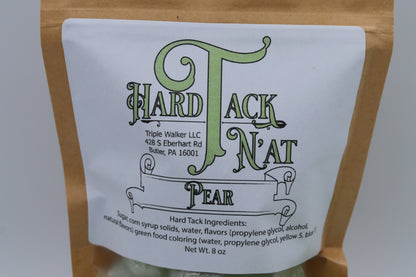 HARD TACK
N'AT
Triple Walker LLC
428 S Eberhart Rd
Butler, PA 16001
PEAR
Hard Tack Ingredients:
Sugar, corn syrup solids, water, flavors (propylene glycol, alcohol,
natural flavors) green food coloring (water, propylene glycol, yellow 5, blue
Net Wt. 8 oz